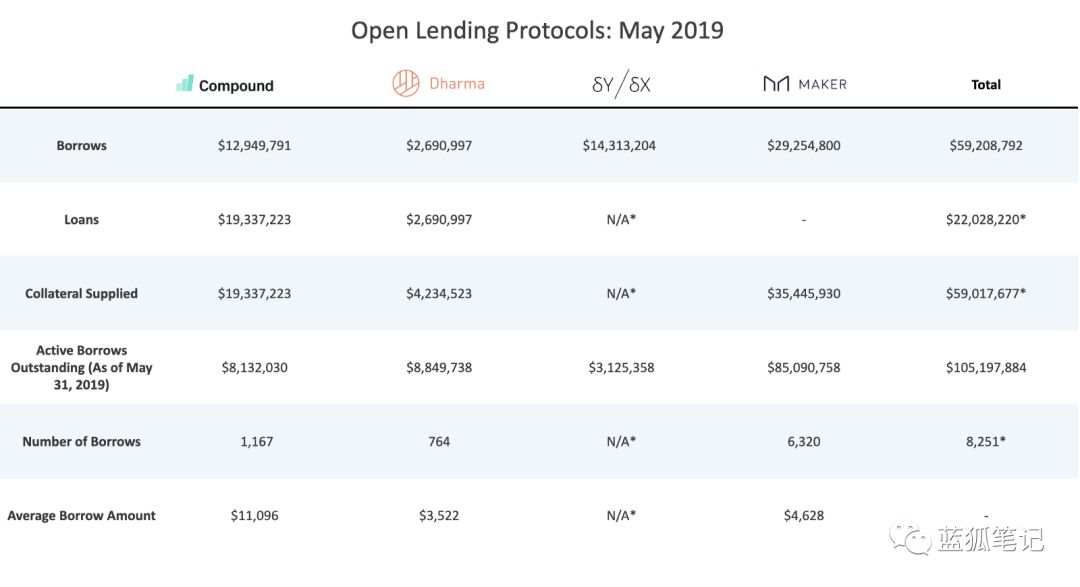 Open Lending Protocols: May 2019
Compound Dharma δY/δX MAKER Total
Borrows $12,949,791 $2,690,997 $14,313,204 $29,254,800 $59,208,792
Loans $19,337,223 $2,690,997 N/A* - $22,028,220*
Collateral Supplied $19,337,223 $4,234,523 N/A* $35,445,930 $59,017,677*
Active Borrows
Outstanding (As of May
31, 2019) $8,132,030 $8,849,738 $3,125,358 $85,090,758 $105,197,884
Number of Borrows 1,167 764 N/A* 6,320 8,251*
Average Borrow Amount $11,096 $3,522 N/A* $4,628 -
蓝狐笔记